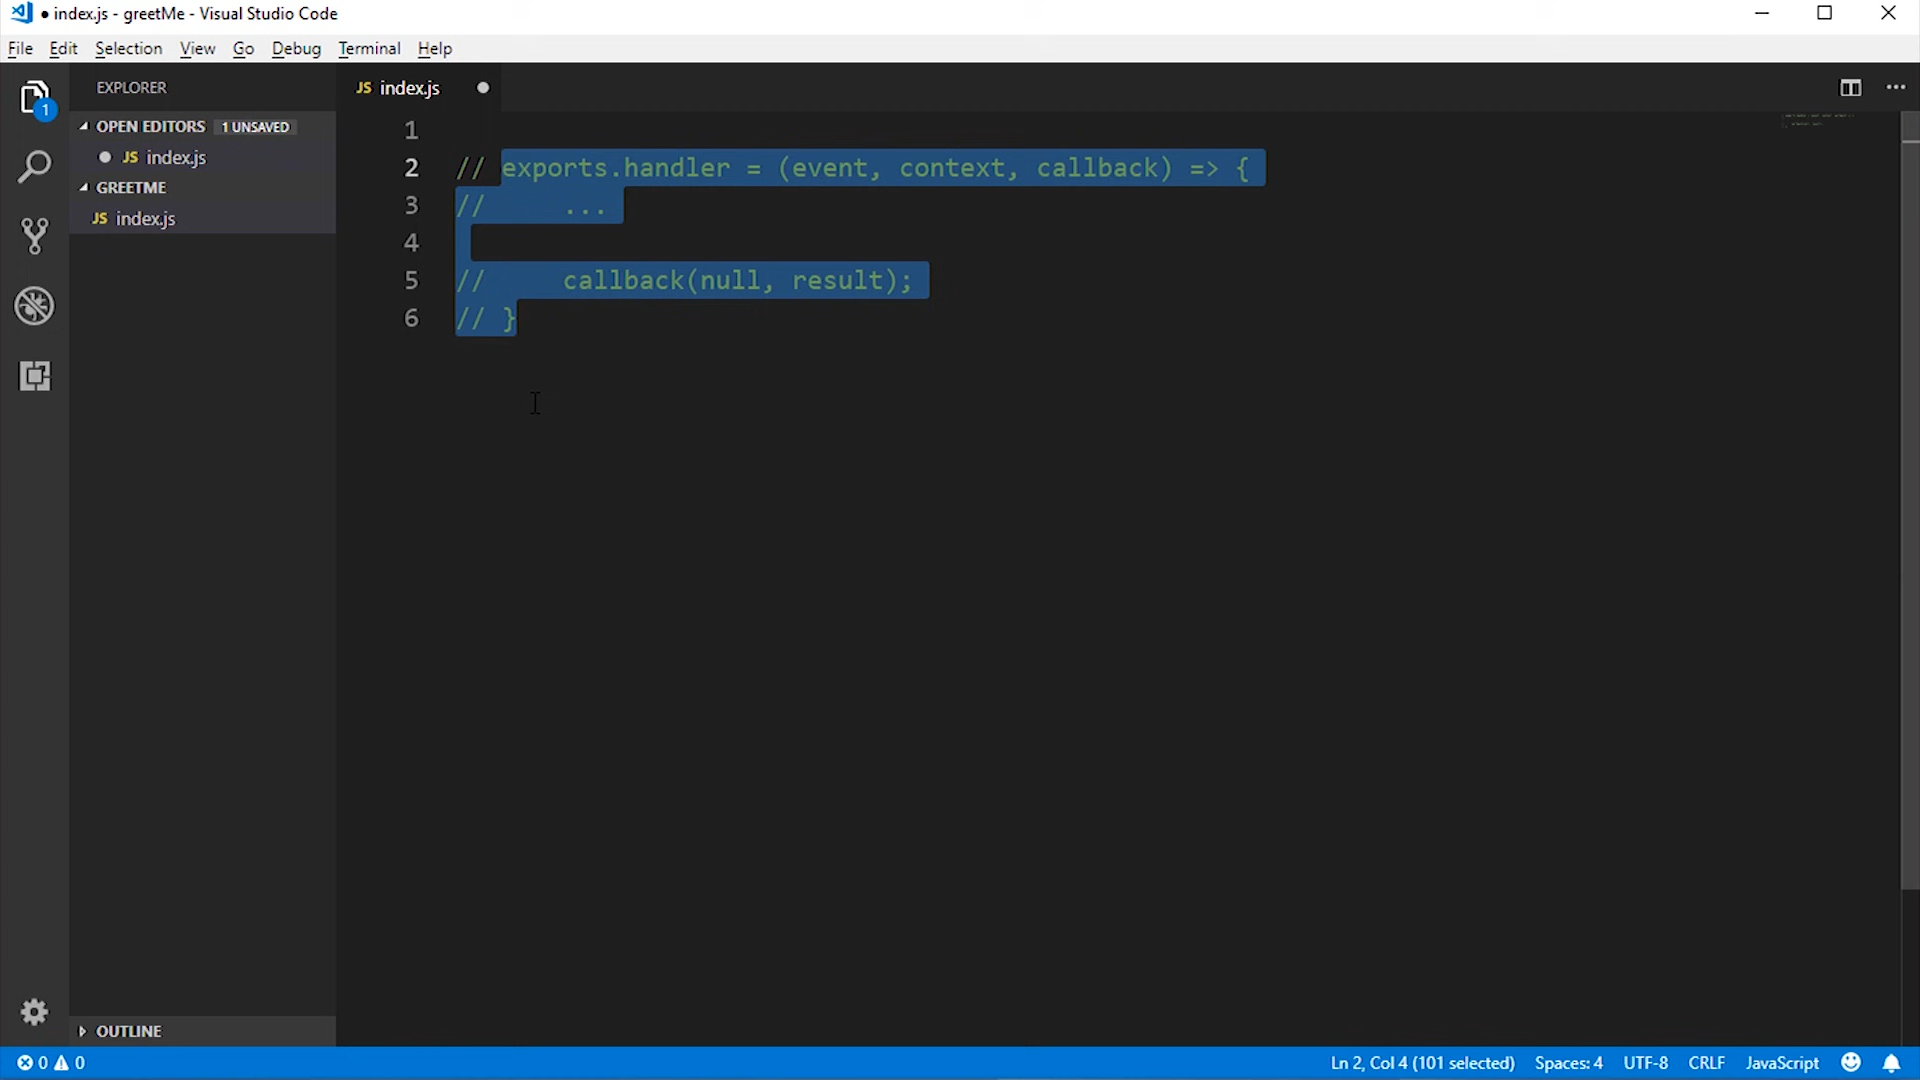 ● index.js - greetMe - Visual Studio Code
File Edit Selection View Go Debug Terminal Help
EXPLORER
JS index.js
1
OPEN EDITORS 1 UNSAVED
JS index.js
GREETME
JS index.js
1
2 // exports.handler = (event, context, callback) => {
3 //     ...
4
5 //     callback(null, result);
6 // }
OUTLINE
0 0
Ln 2, Col 4 (101 selected) Spaces: 4 UTF-8 CRLF JavaScript